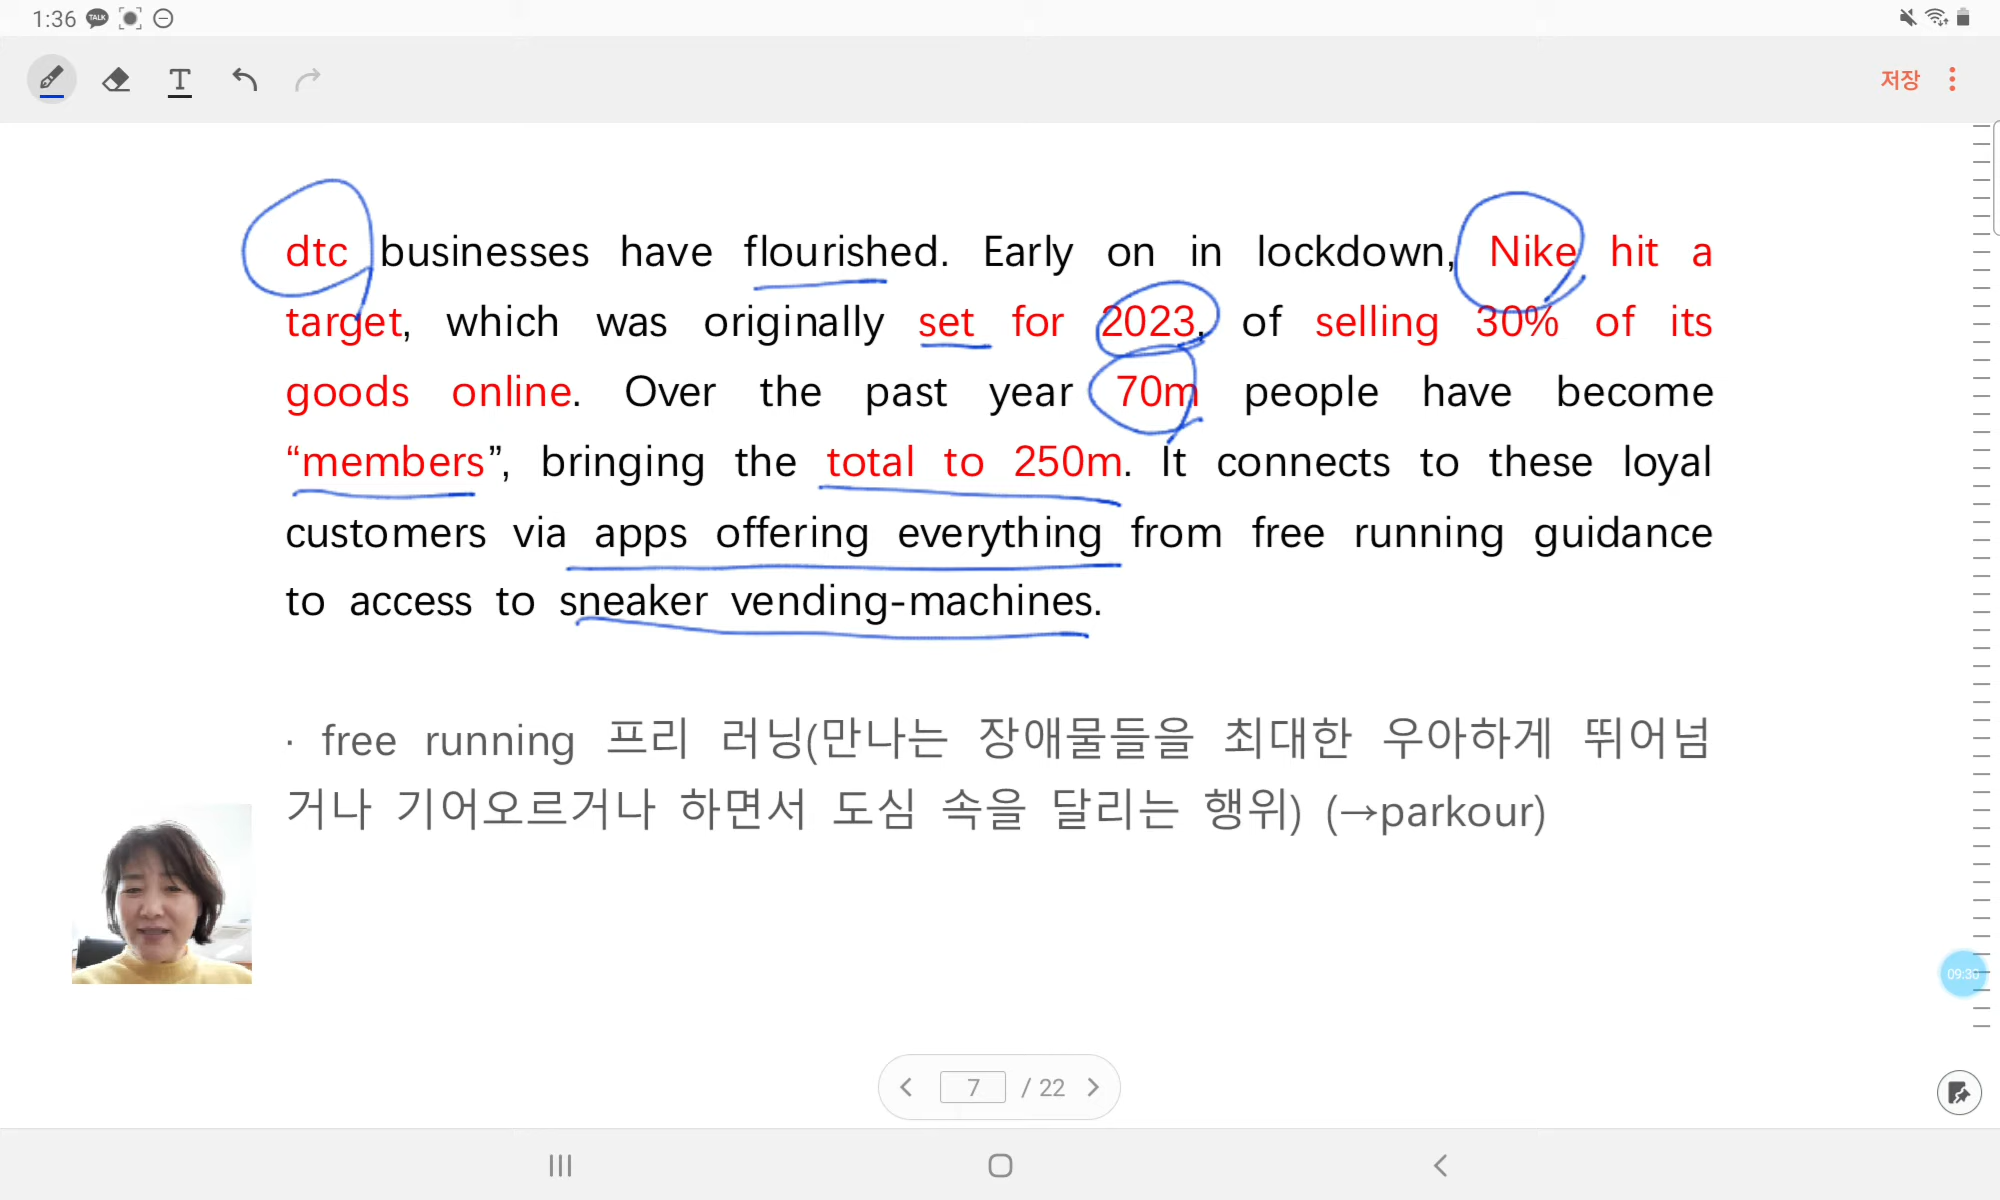 1:36
TALK
저장
dtc businesses have flourished. Early on in lockdown, Nike hit a
target, which was originally set for 2023, of selling 30% of its
goods online. Over the past year 70m people have become
“members”, bringing the total to 250m. It connects to these loyal
customers via apps offering everything from free running guidance
to access to sneaker vending-machines.
· free running 프리 러닝(만나는 장애물들을 최대한 우아하게 뛰어넘
거나 기어오르거나 하면서 도심 속을 달리는 행위) (→parkour)
09:30
7 / 22